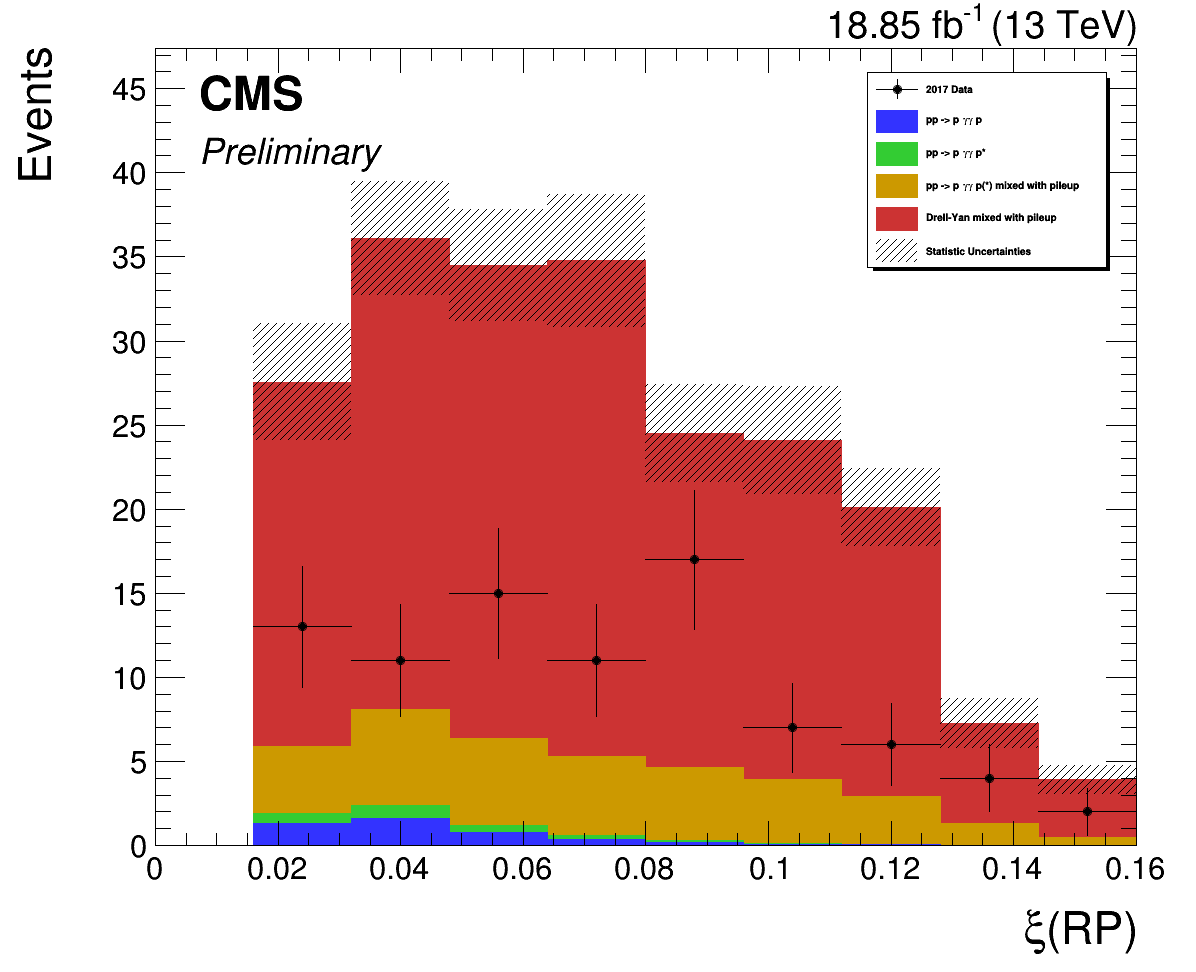 18.85 fb-1 (13 TeV)
Events
CMS
Preliminary
2017 Data
pp -> p γγ p
pp -> p γγ p*
pp -> p γγ p(*) mixed with pileup
Drell-Yan mixed with pileup
Statistic Uncertainties
45
40
35
30
25
20
15
10
5
0
0 0.02 0.04 0.06 0.08 0.1 0.12 0.14 0.16
ξ(RP)